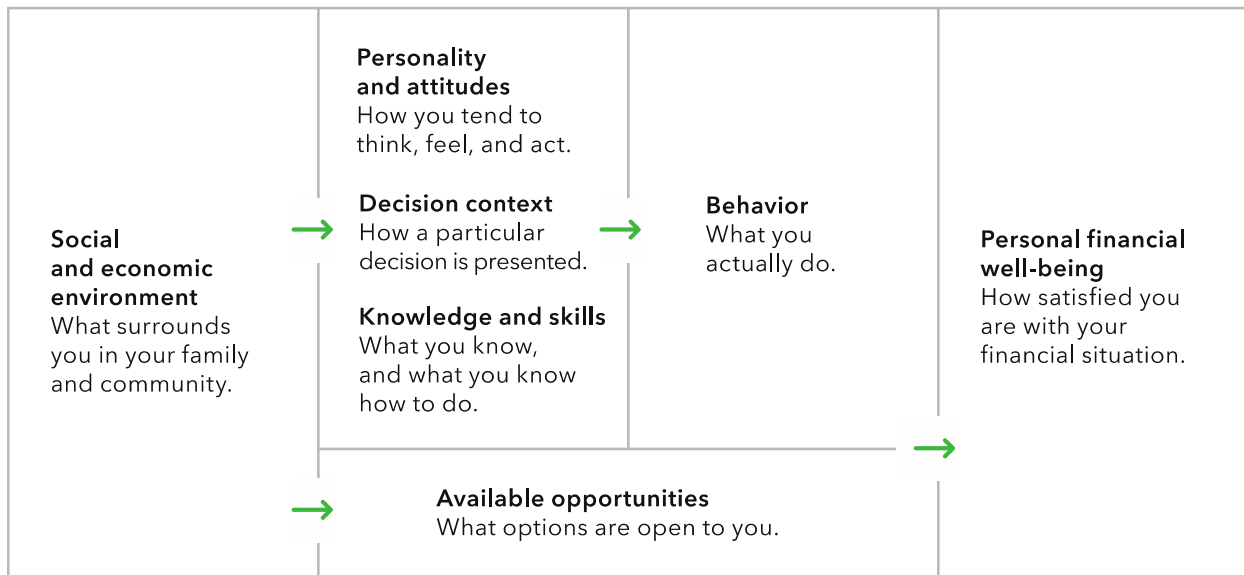 Social
and economic
environment
What surrounds
you in your family
and community.
Personality
and attitudes
How you tend to
think, feel, and act.
Decision context
How a particular
decision is presented.
Knowledge and skills
What you know,
and what you know
how to do.
Behavior
What you
actually do.
Available opportunities
What options are open to you.
Personal financial
well-being
How satisfied you
are with your
financial situation.